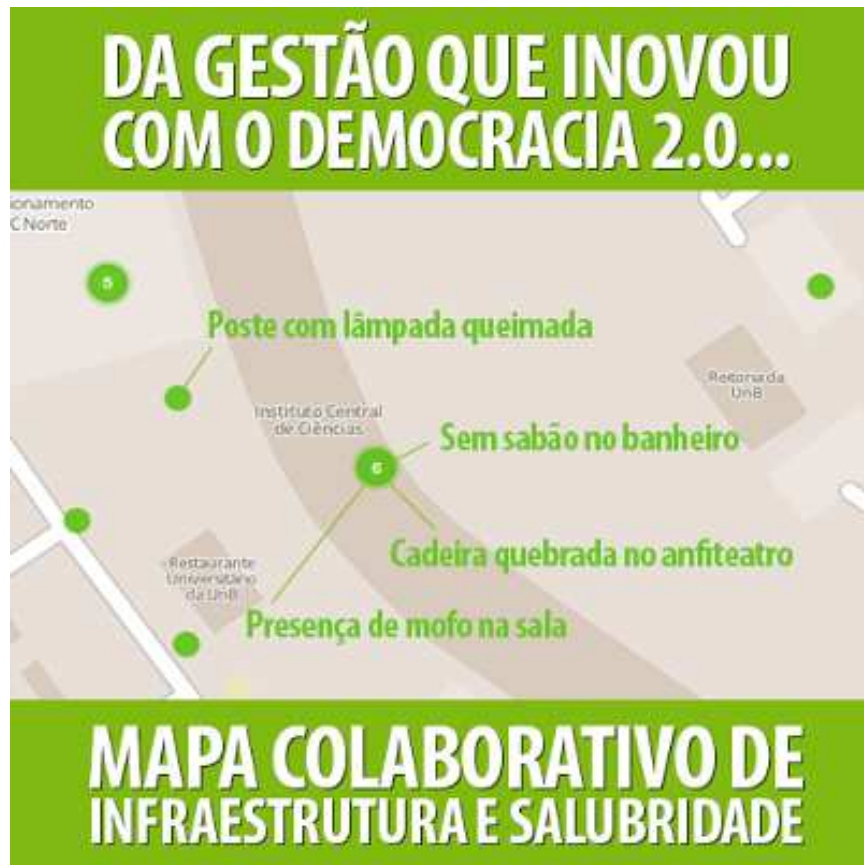 DA GESTÃO QUE INOVOU
COM O DEMOCRACIA 2.0...
ionamento
C Norte
5
Poste com lâmpada queimada
Instituto Central
de Ciências
Reitoria da
UnB
6
Sem sabão no banheiro
Cadeira quebrada no anfiteatro
Restaurante
Universitário
da UnB
Presença de mofo na sala
MAPA COLABORATIVO DE
INFRAESTRUTURA E SALUBRIDADE